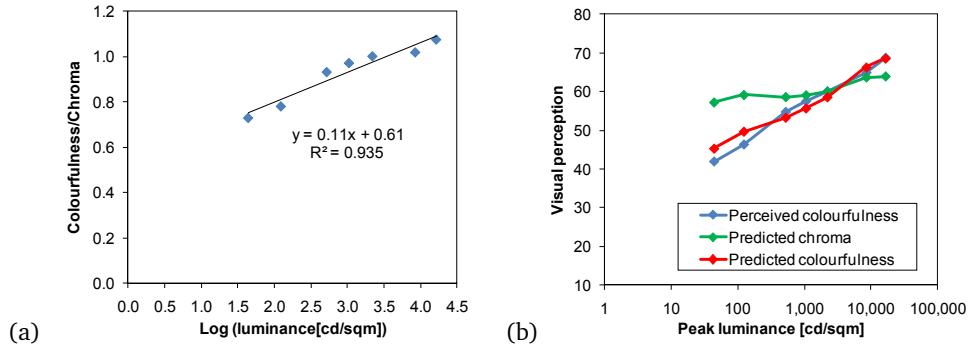 (a)
Colourfulness/Chroma
1.2
1.0
0.8
0.6
0.4
0.2
0.0
y = 0.11x + 0.61
R² = 0.935
0.0 0.5 1.0 1.5 2.0 2.5 3.0 3.5 4.0 4.5
Log (luminance[cd/sqm])
(b)
Visual perception
80
70
60
50
40
30
20
10
Perceived colourfulness
Predicted chroma
Predicted colourfulness
1 10 100 1,000 10,000 100,000
Peak luminance [cd/sqm]